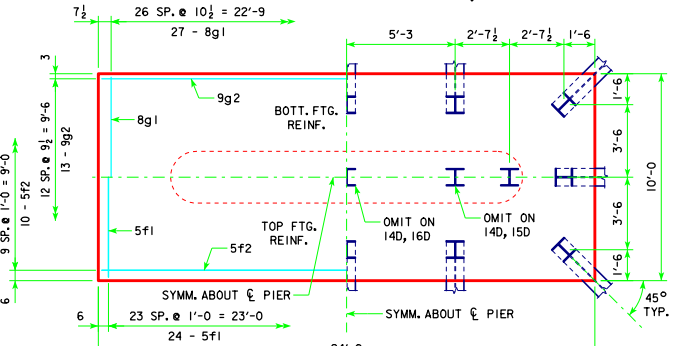 7½
26 SP.@ 10½ = 22'-9
27 - 8g1
5'-3
2'-7½
2'-7½
1'-6
3
12 SP.@ 9½ = 9'-6
13 - 9g2
9 SP.@ 1'-0 = 9'-0
10 - 5f2
6
9g2
8g1
BOTT. FTG.
REINF.
1'-6
3'-6
3'-6
1'-6
10'-0
5f1
TOP FTG.
REINF.
5f2
OMIT ON
14D, 16D
OMIT ON
14D, 15D
SYMM. ABOUT ℄ PIER
45°
TYP.
6
23 SP.@ 1'-0 = 23'-0
24 - 5f1
SYMM. ABOUT ℄ PIER